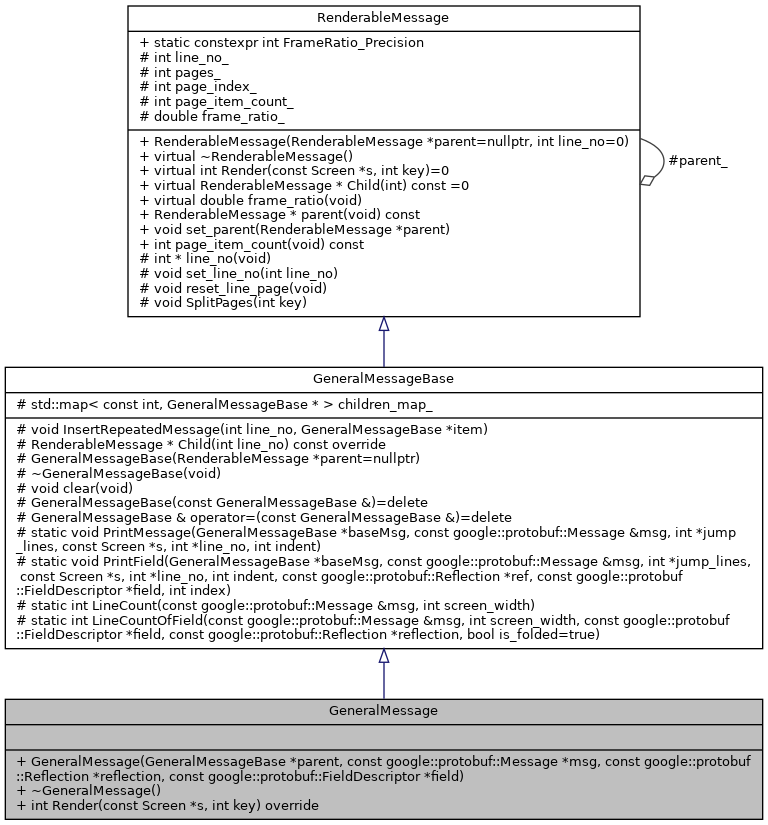 RenderableMessage
+ static constexpr int FrameRatio_Precision
# int line_no_
# int pages_
# int page_index_
# int page_item_count_
# double frame_ratio_
+ RenderableMessage(RenderableMessage *parent=nullptr, int line_no=0)
+ virtual ~RenderableMessage()
+ virtual int Render(const Screen *s, int key)=0
+ virtual RenderableMessage * Child(int) const =0
+ virtual double frame_ratio(void)
+ RenderableMessage * parent(void) const
+ void set_parent(RenderableMessage *parent)
+ int page_item_count(void) const
# int * line_no(void)
# void set_line_no(int line_no)
# void reset_line_page(void)
# void SplitPages(int key)
#parent_
GeneralMessageBase
# std::map< const int, GeneralMessageBase * > children_map_
# void InsertRepeatedMessage(int line_no, GeneralMessageBase *item)
# RenderableMessage * Child(int line_no) const override
# GeneralMessageBase(RenderableMessage *parent=nullptr)
# ~GeneralMessageBase(void)
# void clear(void)
# GeneralMessageBase(const GeneralMessageBase &)=delete
# GeneralMessageBase & operator=(const GeneralMessageBase &)=delete
# static void PrintMessage(GeneralMessageBase *baseMsg, const google::protobuf::Message &msg, int *jump
_lines, const Screen *s, int *line_no, int indent)
# static void PrintField(GeneralMessageBase *baseMsg, const google::protobuf::Message &msg, int *jump_lines,
const Screen *s, int *line_no, int indent, const google::protobuf::Reflection *ref, const google::protobuf
::FieldDescriptor *field, int index)
# static int LineCount(const google::protobuf::Message &msg, int screen_width)
# static int LineCountOfField(const google::protobuf::Message &msg, int screen_width, const google::protobuf
::FieldDescriptor *field, const google::protobuf::Reflection *reflection, bool is_folded=true)
GeneralMessage
+ GeneralMessage(GeneralMessageBase *parent, const google::protobuf::Message *msg, const google::protobuf
::Reflection *reflection, const google::protobuf::FieldDescriptor *field)
+ ~GeneralMessage()
+ int Render(const Screen *s, int key) override